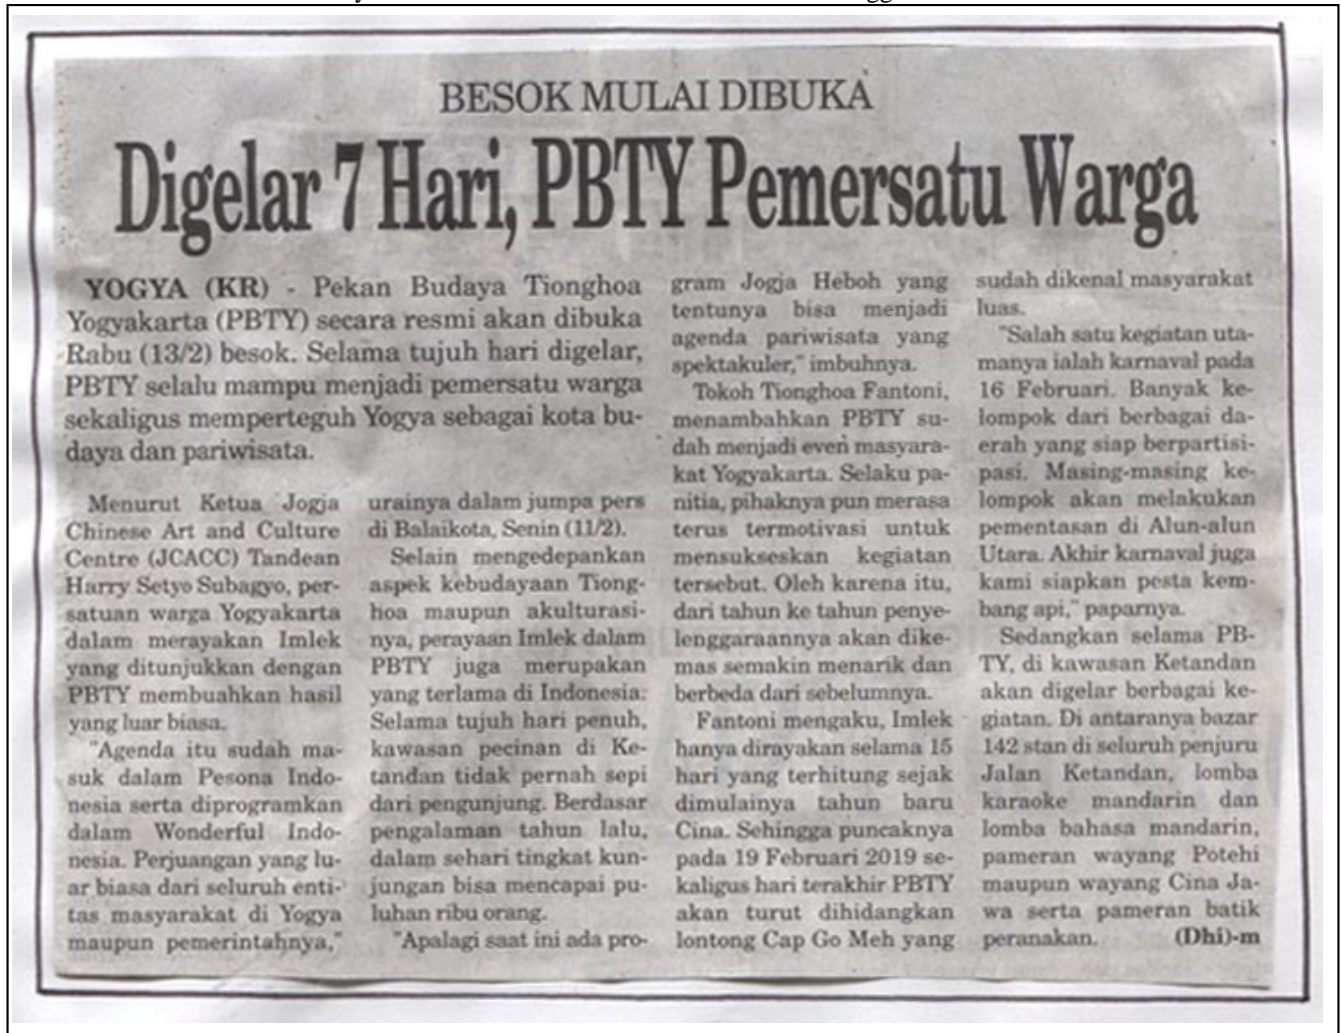 BESOK MULAI DIBUKA
Digelar 7 Hari, PBTY Pemersatu Warga
YOGYA (KR) - Pekan Budaya Tionghoa
Yogyakarta (PBTY) secara resmi akan dibuka
Rabu (13/2) besok. Selama tujuh hari digelar,
PBTY selalu mampu menjadi pemersatu warga
sekaligus memperteguh Yogya sebagai kota bu-
daya dan pariwisata.
Menurut Ketua Jogja
Chinese Art and Culture
Centre (JCACC) Tandean
Harry Setyo Subagyo, per-
satuan warga Yogyakarta
dalam merayakan Imlek
yang ditunjukkan dengan
PBTY membuahkan hasil
yang luar biasa.
"Agenda itu sudah ma-
suk dalam Pesona Indo-
nesia serta diprogramkan
dalam Wonderful Indo-
nesia. Perjuangan yang lu-
ar biasa dari seluruh enti-
tas masyarakat di Yogya
maupun pemerintahnya,"
urainya dalam jumpa pers
di Balaikota, Senin (11/2).
Selain mengedepankan
aspek kebudayaan Tiong-
hoa maupun akulturasi-
nya, perayaan Imlek dalam
PBTY juga merupakan
yang terlama di Indonesia.
Selama tujuh hari penuh,
kawasan pecinan di Ke-
tandan tidak pernah sepi
dari pengunjung. Berdasar
pengalaman tahun lalu,
dalam sehari tingkat kun-
jungan bisa mencapai pu-
luhan ribu orang.
"Apalagi saat ini ada pro-
gram Jogja Heboh yang
tentunya bisa menjadi
agenda pariwisata yang
spektakuler," imbuhnya.
Tokoh Tionghoa Fantoni,
menambahkan PBTY su-
dah menjadi even masyara-
kat Yogyakarta. Selaku pa-
nitia, pihaknya pun merasa
terus termotivasi untuk
mensukseskan kegiatan
tersebut. Oleh karena itu,
dari tahun ke tahun penye-
lenggaraannya akan dike-
mas semakin menarik dan
berbeda dari sebelumnya.
Fantoni mengaku, Imlek
hanya dirayakan selama 15
hari yang terhitung sejak
dimulainya tahun baru
Cina. Sehingga puncaknya
pada 19 Februari 2019 se-
kaligus hari terakhir PBTY
akan turut dihidangkan
lontong Cap Go Meh yang
sudah dikenal masyarakat
luas.
"Salah satu kegiatan uta-
manya ialah karnaval pada
16 Februari. Banyak ke-
lompok dari berbagai da-
erah yang siap berpartisi-
pasi. Masing-masing ke-
lompok akan melakukan
pementasan di Alun-alun
Utara. Akhir karnaval juga
kami siapkan pesta kem-
bang api," paparnya.
Sedangkan selama PB-
TY, di kawasan Ketandan
akan digelar berbagai ke-
giatan. Di antaranya bazar
142 stan di seluruh penjuru
Jalan Ketandan, lomba
karaoke mandarin dan
lomba bahasa mandarin,
pameran wayang Potehi
maupun wayang Cina Ja-
wa serta pameran batik
peranakan. (Dhi)-m